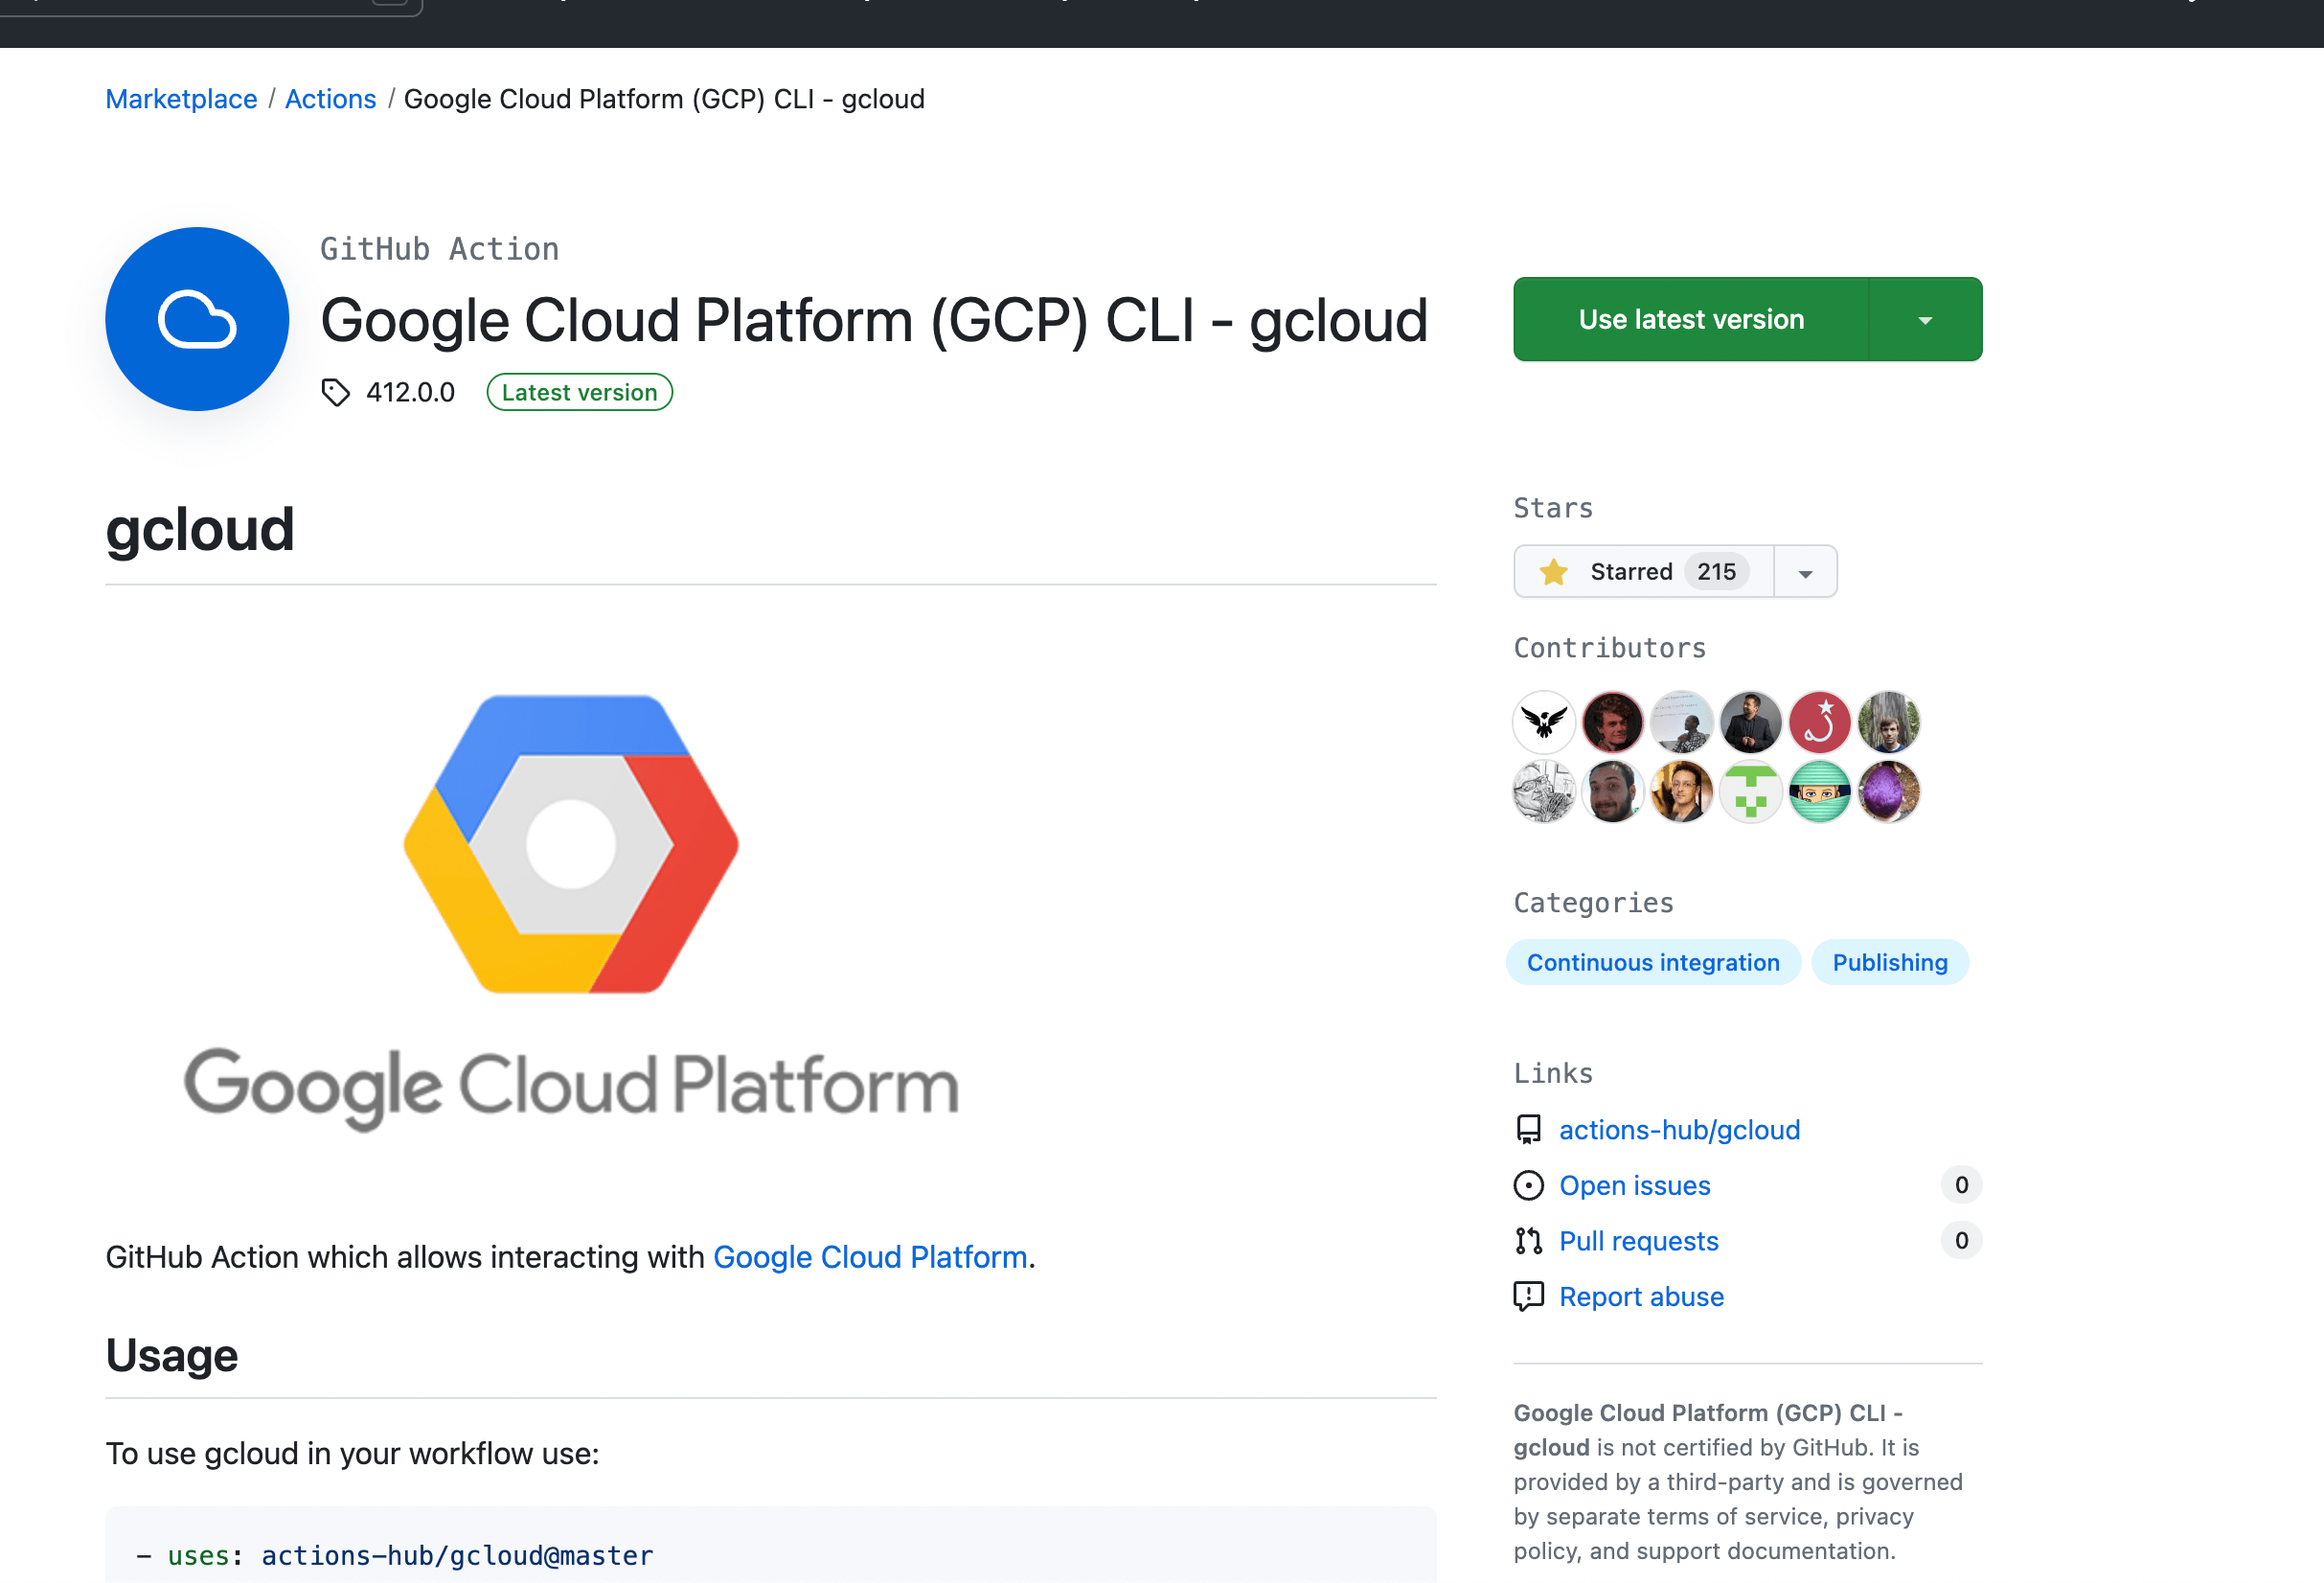 Marketplace / Actions / Google Cloud Platform (GCP) CLI - gcloud
GitHub Action
Google Cloud Platform (GCP) CLI - gcloud
412.0.0 Latest version
Use latest version
gcloud
Google Cloud Platform
GitHub Action which allows interacting with Google Cloud Platform.
Usage
To use gcloud in your workflow use:
- uses: actions-hub/gcloud@master
Stars
Starred 215
Contributors
Categories
Continuous integration Publishing
Links
actions-hub/gcloud
Open issues 0
Pull requests 0
Report abuse
Google Cloud Platform (GCP) CLI -
gcloud is not certified by GitHub. It is
provided by a third-party and is governed
by separate terms of service, privacy
policy, and support documentation.